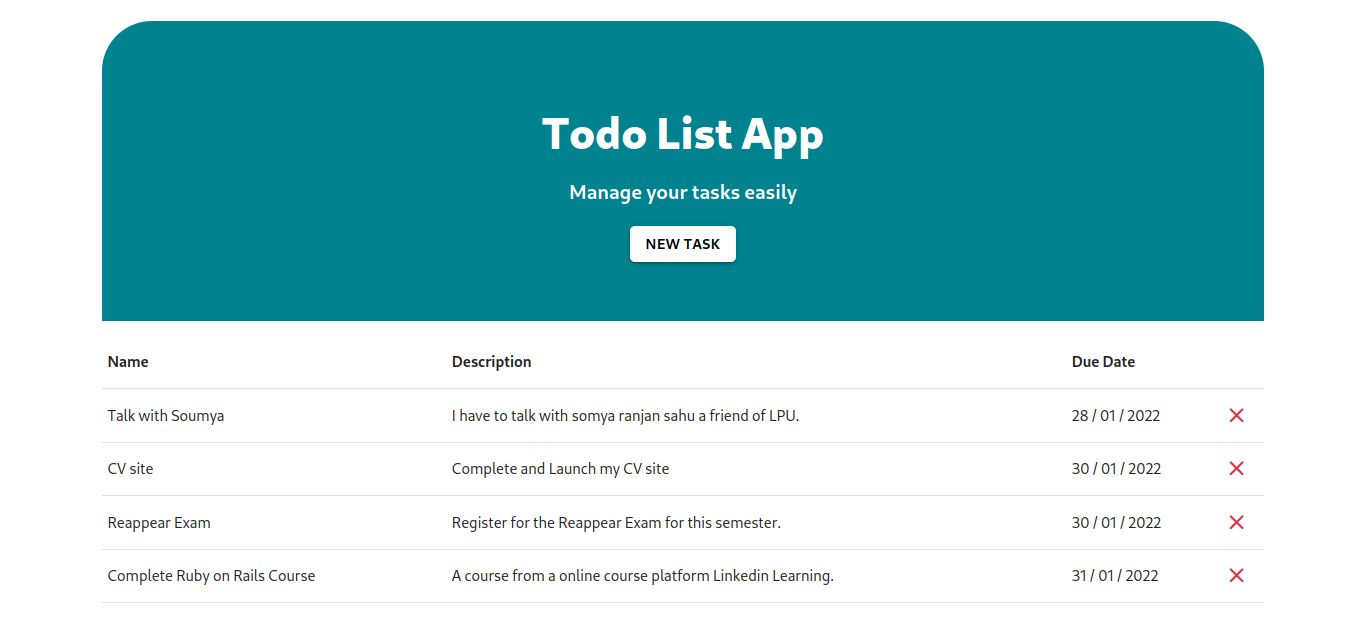 Todo List App
Manage your tasks easily
NEW TASK
Name Description Due Date
Talk with Soumya I have to talk with somya ranjan sahu a friend of LPU. 28 / 01 / 2022
CV site Complete and Launch my CV site 30 / 01 / 2022
Reappear Exam Register for the Reappear Exam for this semester. 30 / 01 / 2022
Complete Ruby on Rails Course A course from a online course platform Linkedin Learning. 31 / 01 / 2022